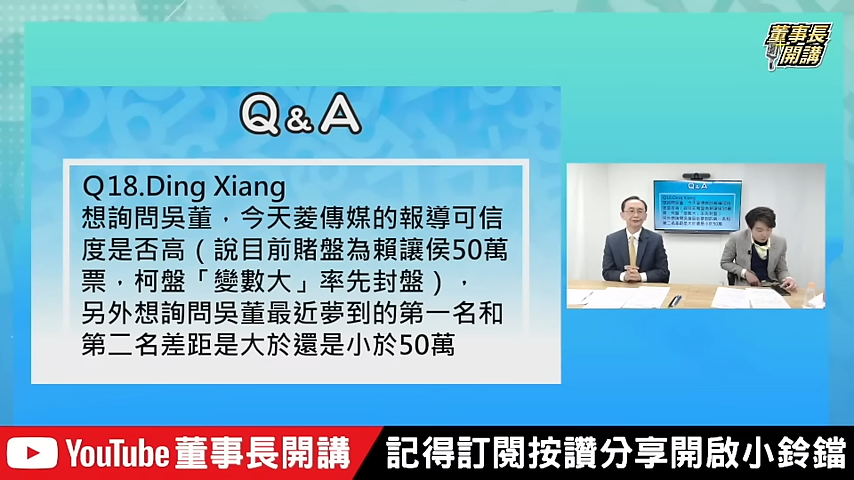 董事長
開講
Q & A
Q18.Ding Xiang
想詢問吳董，今天菱傳媒的報導可信
度是否高（說目前賭盤為賴讓侯50萬
票，柯盤「變數大」率先封盤），
另外想詢問吳董最近夢到的第一名和
第二名差距是大於還是小於50萬
Q & A
YouTube 董事長開講
記得訂閱按讚分享開啟小鈴鐺